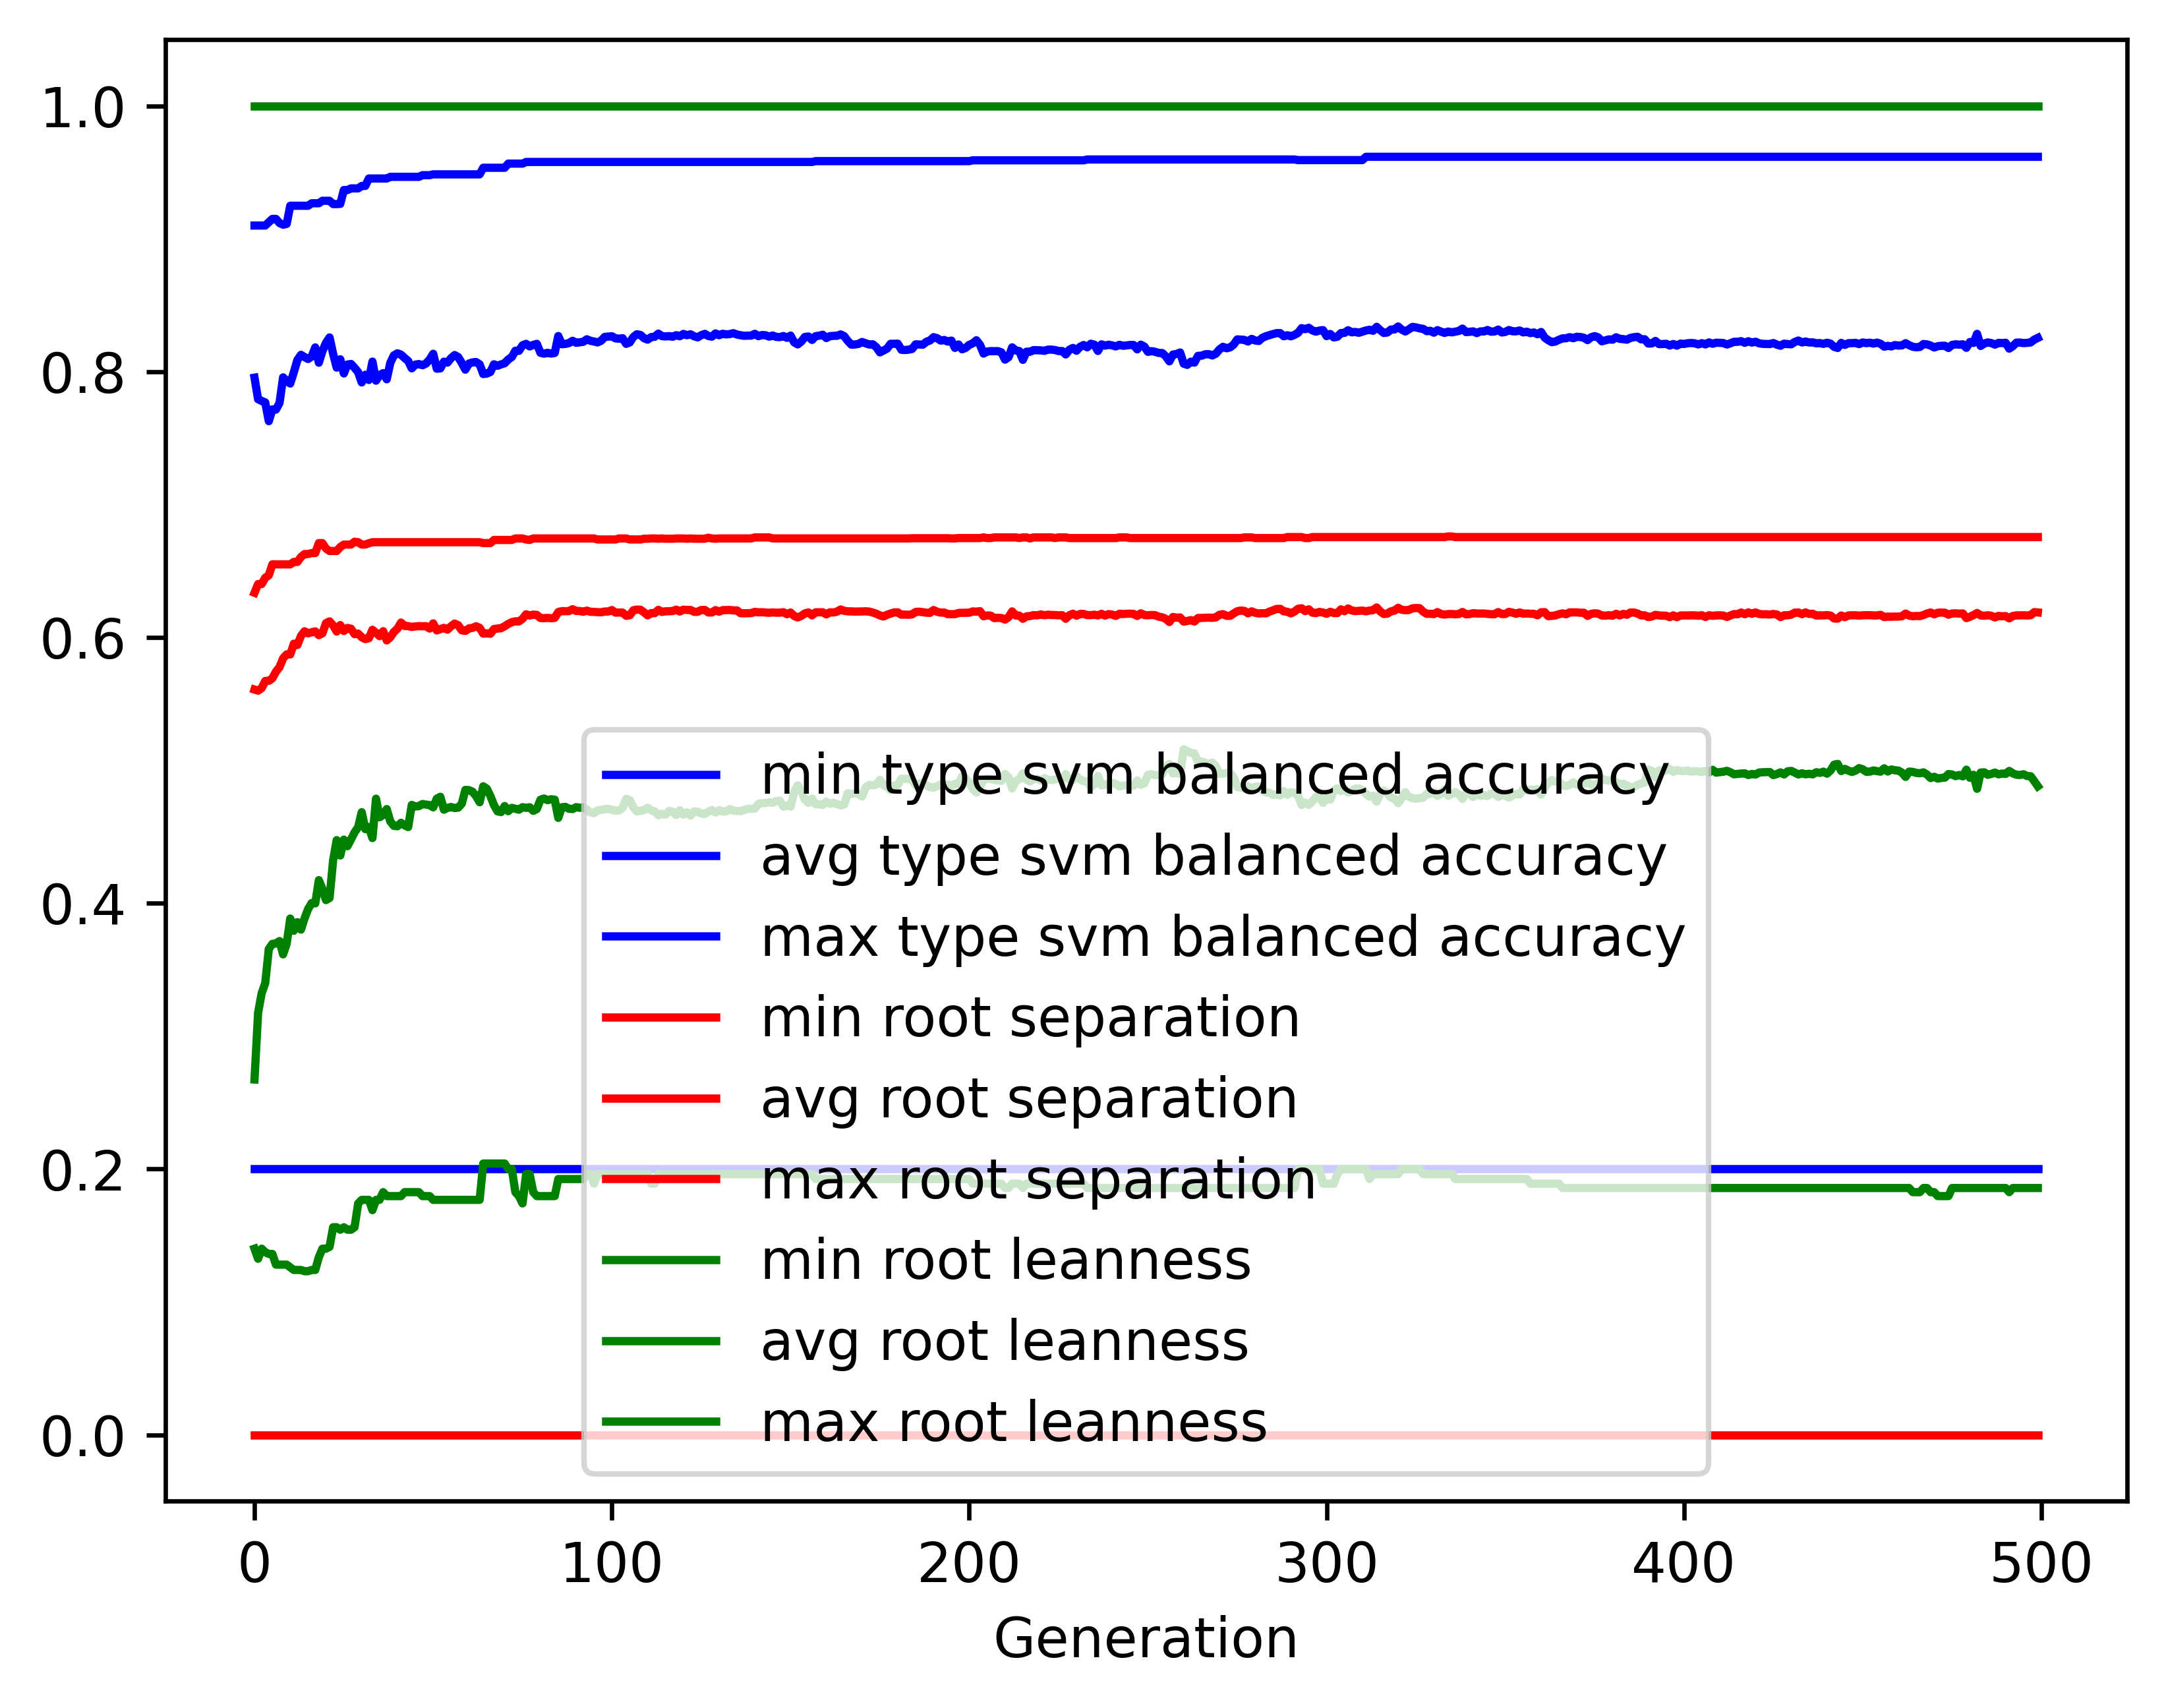 1.0
0.8
0.6
0.4
0.2
0.0
min type svm balanced accuracy
avg type svm balanced accuracy
max type svm balanced accuracy
min root separation
avg root separation
max root separation
min root leanness
avg root leanness
max root leanness
0 100 200 300 400 500
Generation